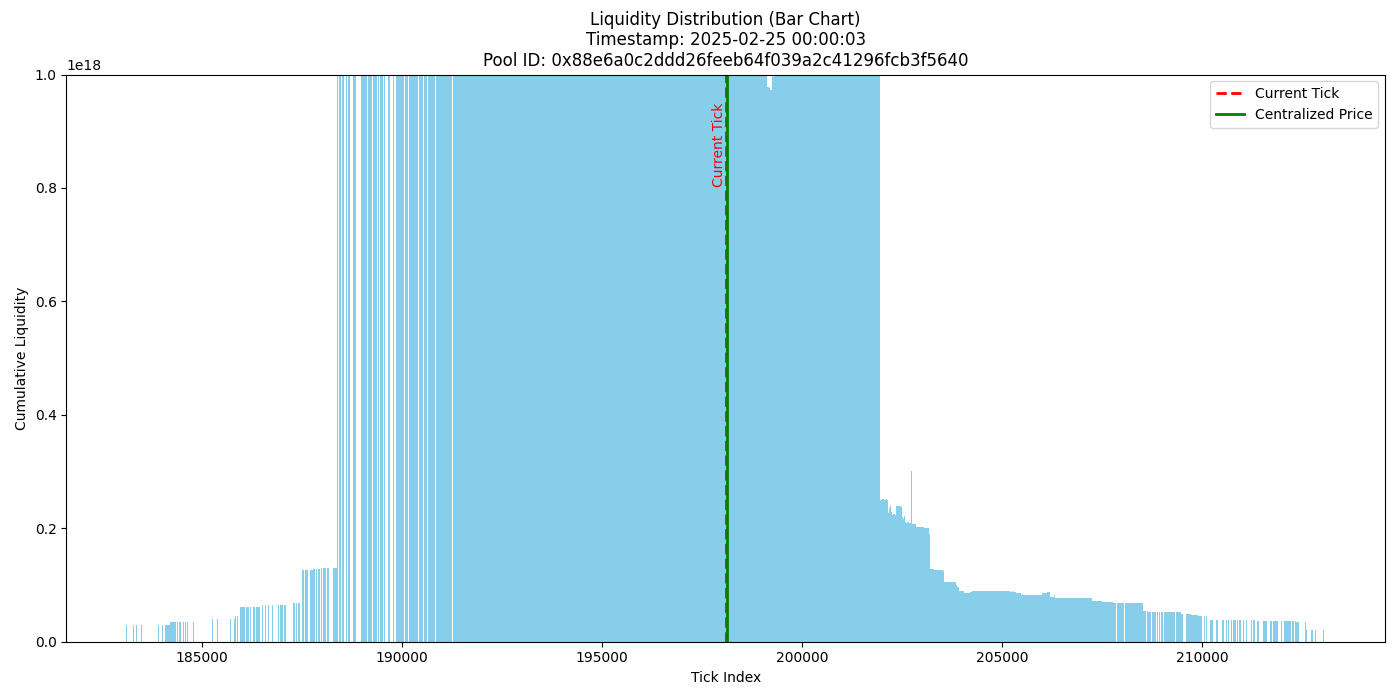 Liquidity Distribution (Bar Chart)
Timestamp: 2025-02-25 00:00:03
Pool ID: 0x88e6a0c2ddd26feeb64f039a2c41296fcb3f5640
1e18
1.0
0.8
0.6
0.4
0.2
0.0
Cumulative Liquidity
Current Tick
Current Tick
Centralized Price
185000
190000
195000
200000
205000
210000
Tick Index